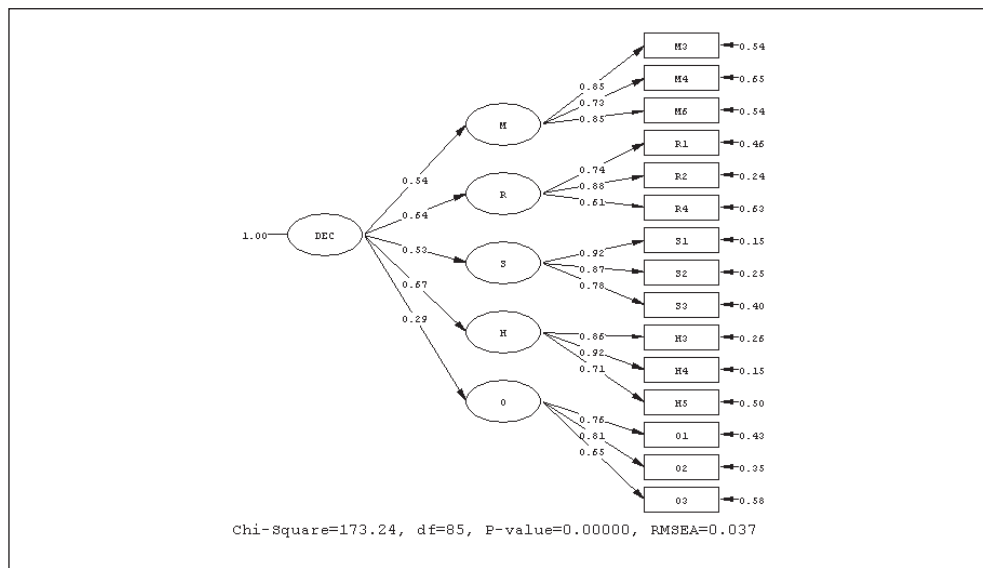 M3 0.54
0.85
M4 0.65
0.73
M 0.85 M6 0.54
R1 0.46
0.74
0.54 R2 0.24
0.88
R 0.61 R4 0.63
0.64
1.00 DEC S1 0.15
0.53 0.92
S 0.87 S2 0.25
0.78
0.67 S3 0.40
0.29
H 0.86 H3 0.26
0.92
0.71 H4 0.15
H5 0.50
O 0.76
0.81 O1 0.43
0.65
O2 0.35
O3 0.58
Chi-Square=173.24, df=85, P-value=0.00000, RMSEA=0.037